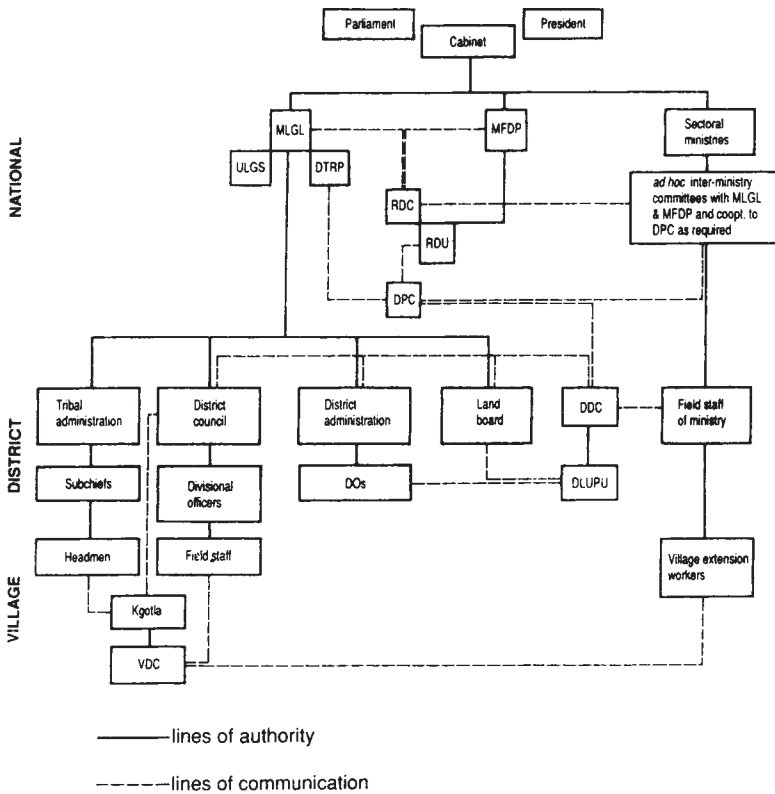 Parliament
President
Cabinet
NATIONAL
MLGL
MFDP
Sectoral
ministries
ULGS
DTRP
ad hoc inter-ministry
committees with MLGL
& MFDP and coopt. to
DPC as required
RDC
RDU
DPC
DISTRICT
Tribal
administration
District
council
District
administration
Land
board
DDC
Field staff
of ministry
Subchiefs
Divisional
officers
DOs
DLUPU
VILLAGE
Headmen
Field staff
Village extension
workers
Kgotla
VDC
lines of authority
lines of communication